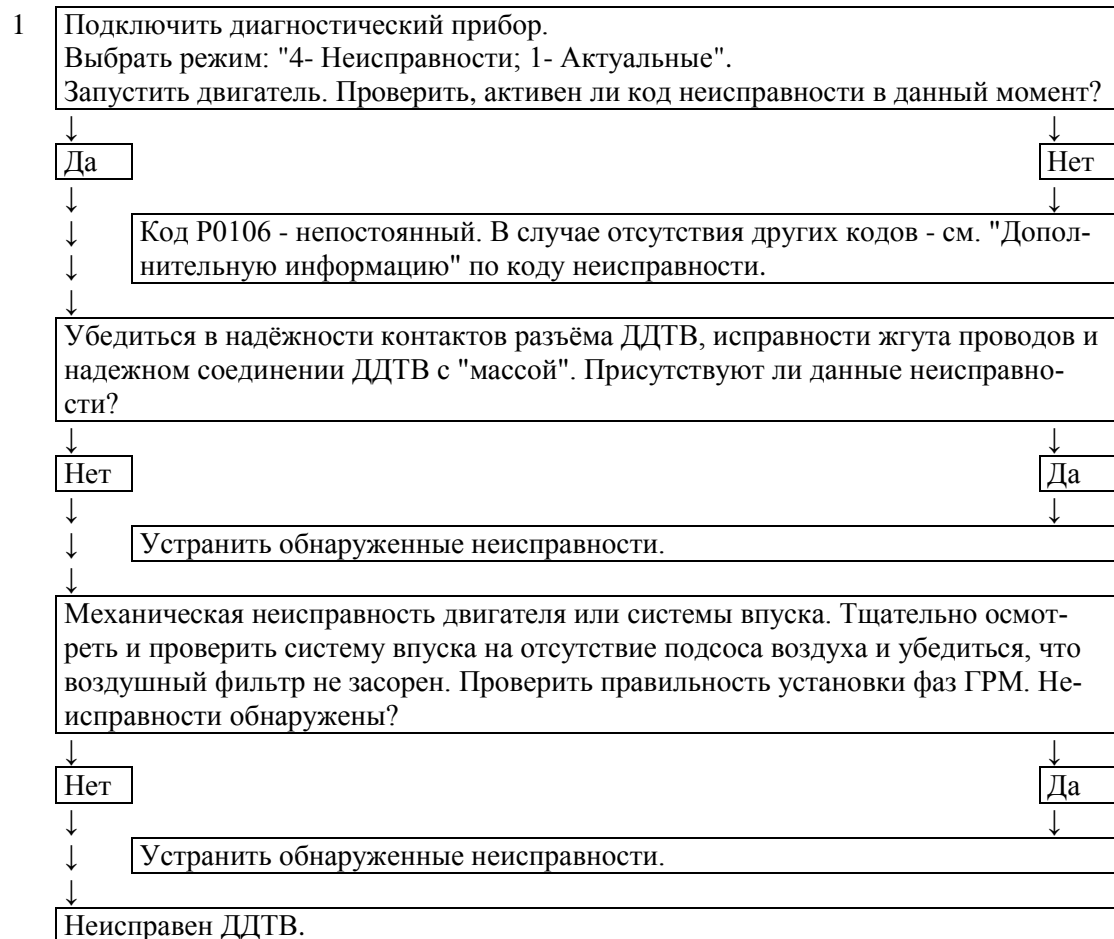 1 Подключить диагностический прибор.
Выбрать режим: "4- Неисправности; 1- Актуальные".
Запустить двигатель. Проверить, активен ли код неисправности в данный момент?
↓ ↓
Да Нет
↓ ↓
↓ Код Р0106 - непостоянный. В случае отсутствия других кодов - см. "Допол-
↓ нительную информацию" по коду неисправности.
↓
Убедиться в надёжности контактов разъёма ДДТВ, исправности жгута проводов и
надежном соединении ДДТВ с "массой". Присутствуют ли данные неисправно-
сти?
↓ ↓
Нет Да
↓ ↓
↓ Устранить обнаруженные неисправности.
↓
Механическая неисправность двигателя или системы впуска. Тщательно осмот-
реть и проверить систему впуска на отсутствие подсоса воздуха и убедиться, что
воздушный фильтр не засорен. Проверить правильность установки фаз ГРМ. Не-
исправности обнаружены?
↓ ↓
Нет Да
↓ ↓
↓ Устранить обнаруженные неисправности.
↓
Неисправен ДДТВ.